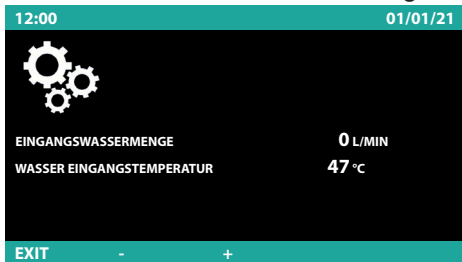 12:00 01/01/21
EINGANGSWASSERMENGE 0 L/MIN
WASSER EINGANGSTEMPERATUR 47 °C
EXIT - +